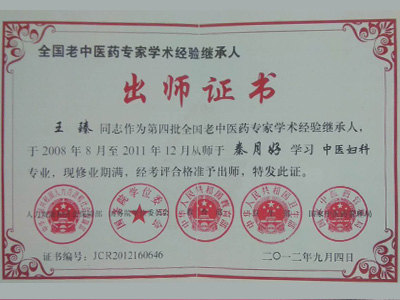 全国老中医药专家学术经验继承人
出师证书
王臻 同志作为第四批全国老中医药专家学术经验继承人,
于2008年8月至2011年12月从师于 秦月好 学习 中医妇科
专业,现修业期满,经考评合格准予出师,特发此证。
证书编号:JCR2012160646 二〇一二年九月四日